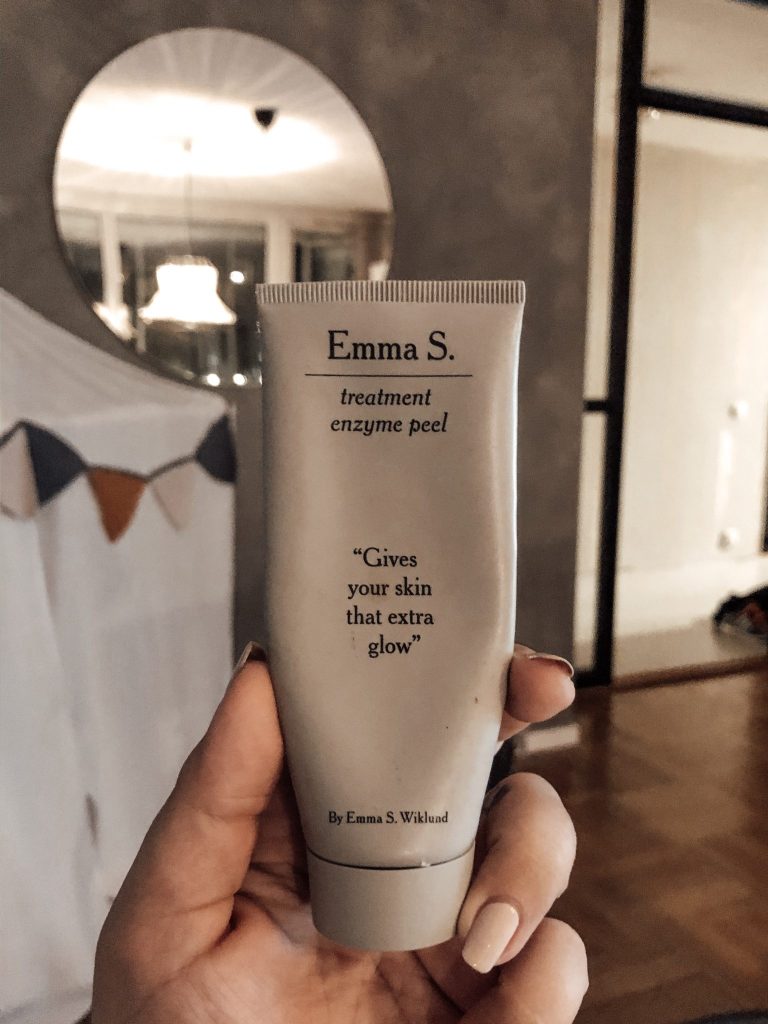 Emma S.
treatment
enzyme peel
“Gives
your skin
that extra
glow”
By Emma S. Wiklund